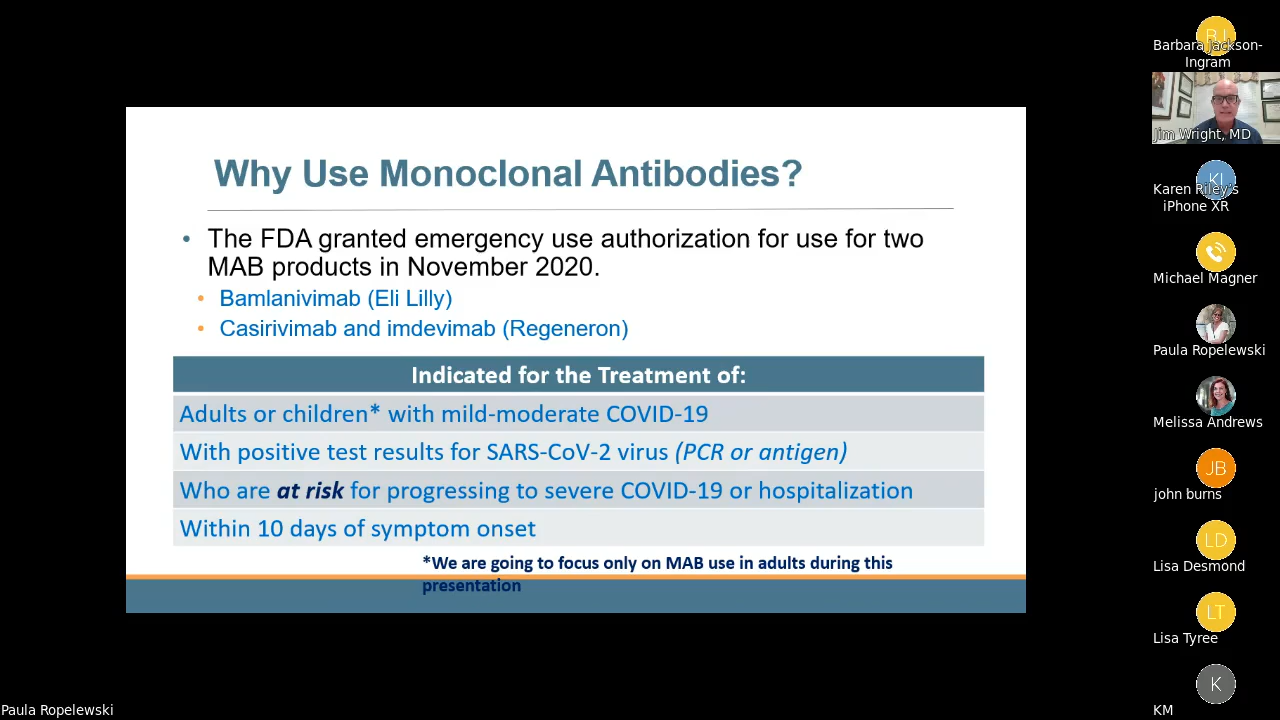 Why Use Monoclonal Antibodies?
• The FDA granted emergency use authorization for use for two
MAB products in November 2020.
• Bamlanivimab (Eli Lilly)
• Casirivimab and imdevimab (Regeneron)
Indicated for the Treatment of:
Adults or children* with mild-moderate COVID-19
With positive test results for SARS-CoV-2 virus (PCR or antigen)
Who are at risk for progressing to severe COVID-19 or hospitalization
Within 10 days of symptom onset
*We are going to focus only on MAB use in adults during this
presentation
BJ
Barbara Jackson-
Ingram
Jim Wright, MD
KI
Karen Riley's
iPhone XR
Michael Magner
Paula Ropelewski
Melissa Andrews
JB
john burns
LD
Lisa Desmond
LT
Lisa Tyree
K
KM
Paula Ropelewski